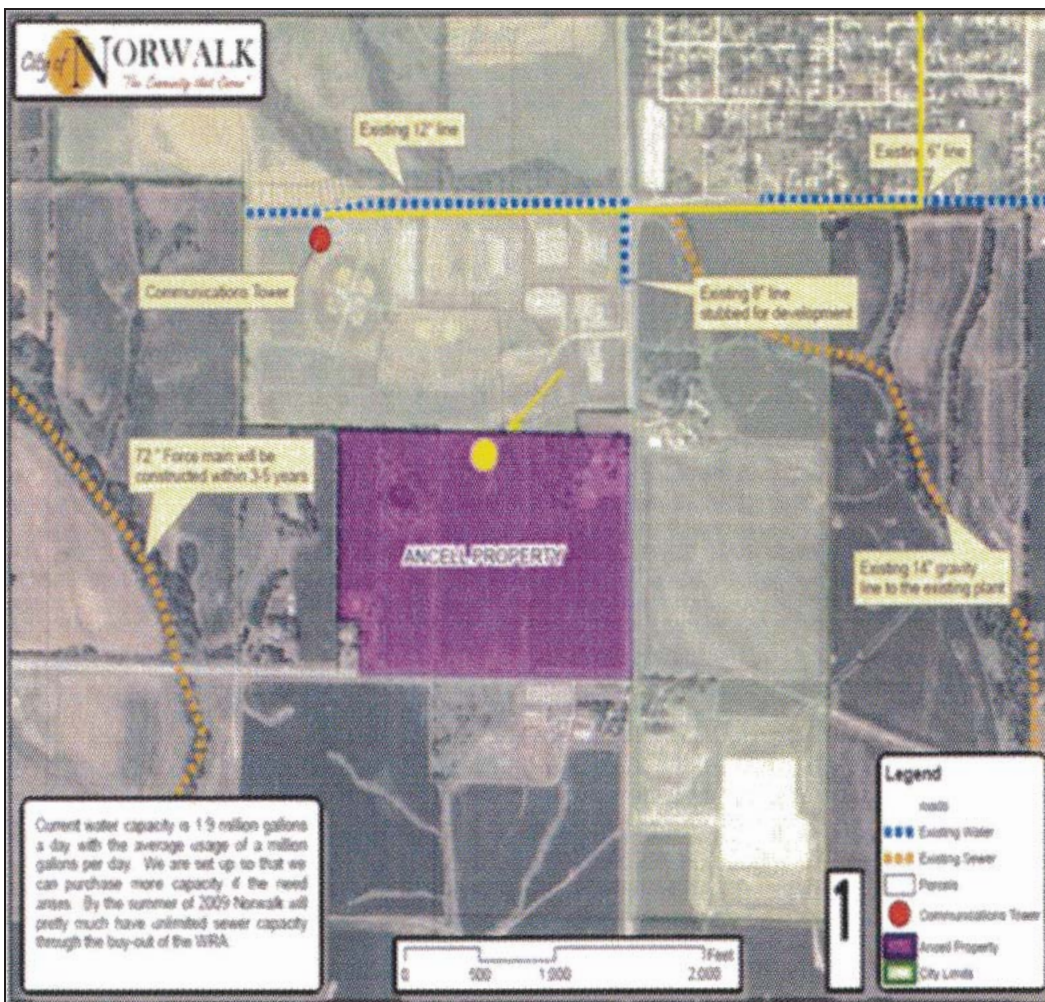 City of NORWALK
"The Community that Cares"
Existing 12" line
Existing 6" line
Communications Tower
Existing 8" line
stubbed for development
72 " Force main will be
constructed within 3-5 years
ANCELL PROPERTY
Existing 14" gravity
line to the existing plant
Current water capacity is 1.9 million gallons
a day with the average usage of a million
gallons per day. We are set up so that we
can purchase more capacity if the need
arises. By the summer of 2009 Norwalk will
pretty much have unlimited sewer capacity
through the buy-out of the WRA.
Feet
0 500 1,000 2,000
1
Legend
roads
Existing Water
Existing Sewer
Parcels
Communications Tower
Ancell Property
City Limits